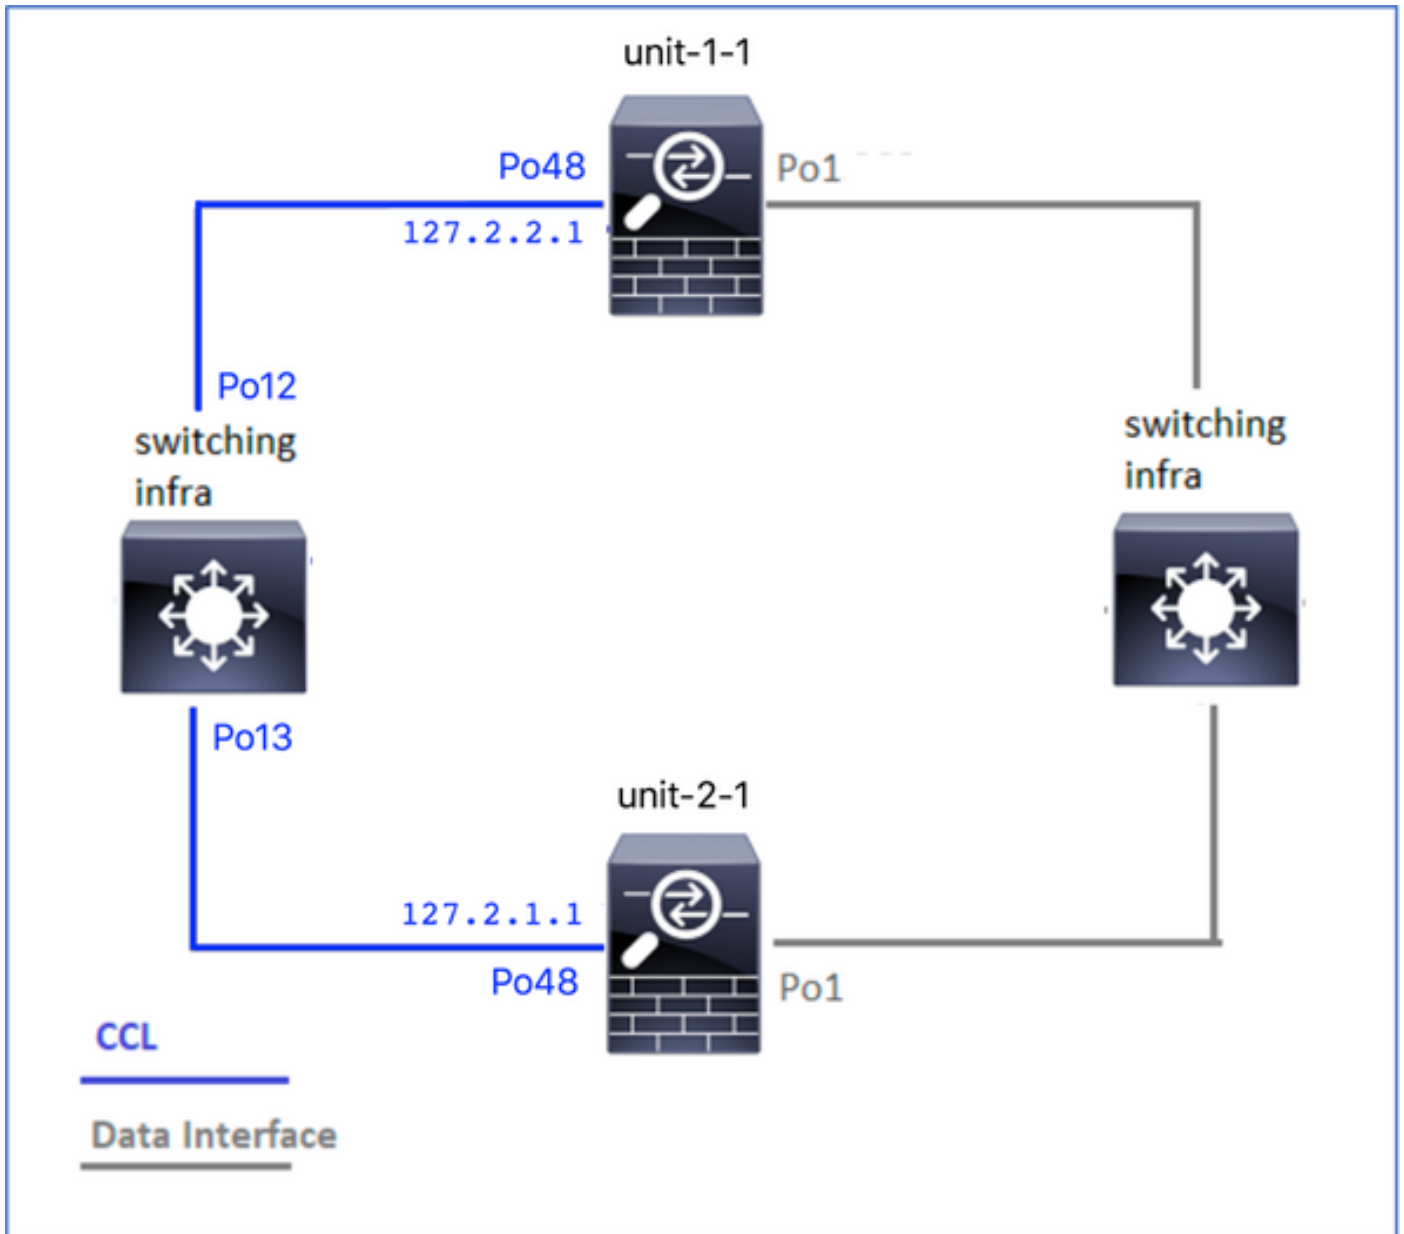 unit-1-1
Po48
Po1
127.2.2.1
Po12
switching
infra
switching
infra
Po13
unit-2-1
127.2.1.1
Po48
Po1
CCL
Data Interface